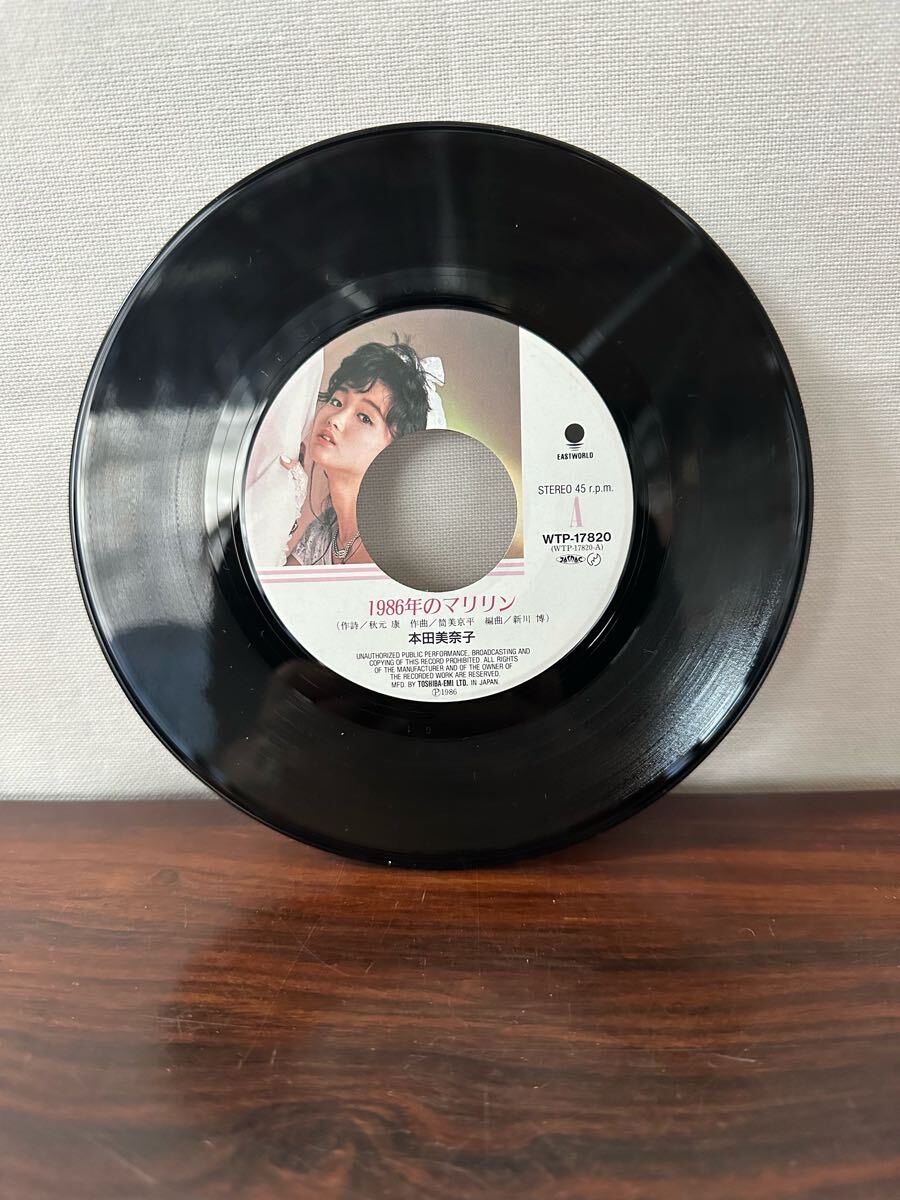 EASTWORLD
STEREO 45 r.p.m.
A
WTP-17820
(WTP-17820-A)
1986年のマリリン
(作詩/秋元 康 作曲/筒美京平 編曲/新川 博)
本田美奈子
UNAUTHORIZED PUBLIC PERFORMANCE, BROADCASTING AND
COPYING OF THIS RECORD PROHIBITED. ALL RIGHTS
OF THE MANUFACTURER AND OF THE OWNER OF
THE RECORDED WORK ARE RESERVED.
MFD. BY TOSHIBA-EMI LTD. IN JAPAN.
Ⓟ1986